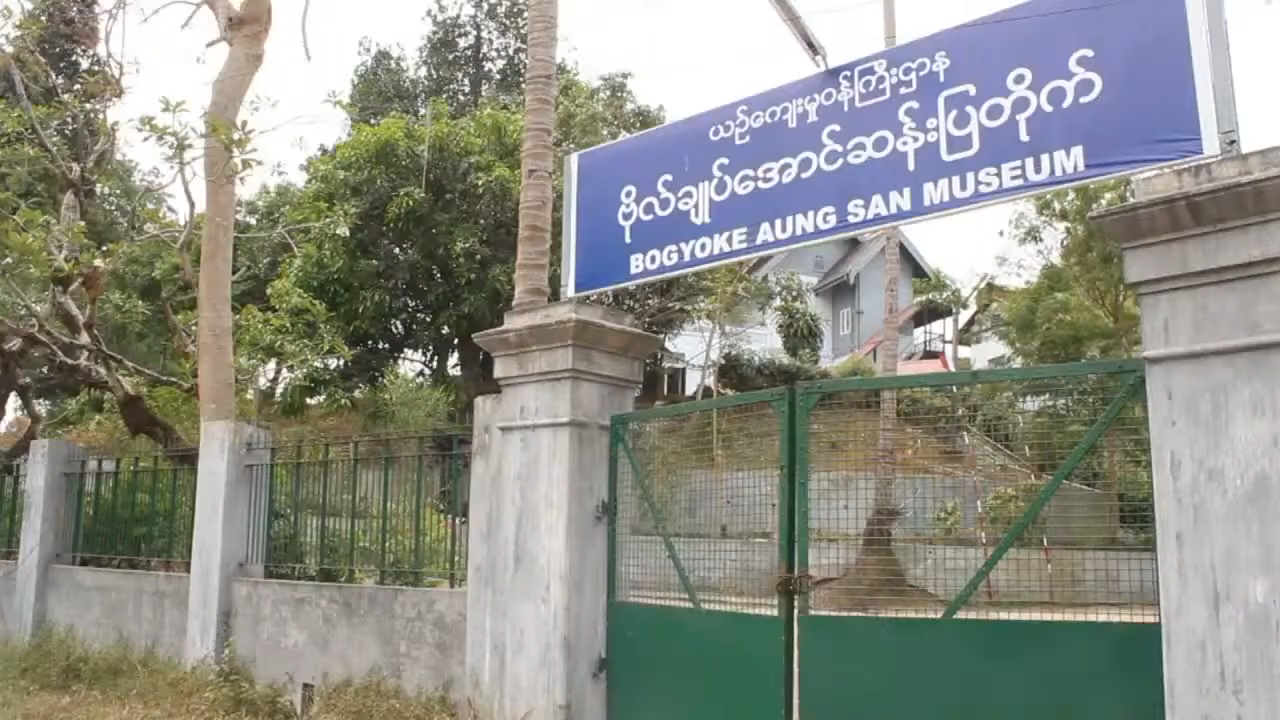 ယဉ်ကျေးမှုဝန်ကြီးဌာန
ဗိုလ်ချုပ်အောင်ဆန်းပြတိုက်
BOGYOKE AUNG SAN MUSEUM